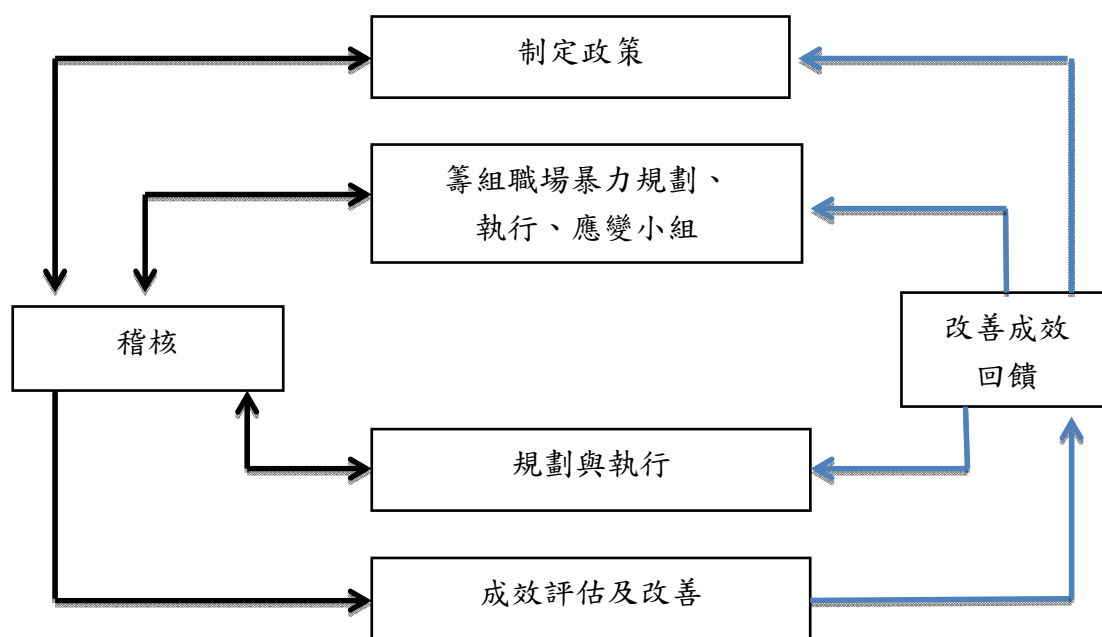 制定政策
籌組職場暴力規劃、
執行、應變小組
稽核
改善成效
回饋
規劃與執行
成效評估及改善